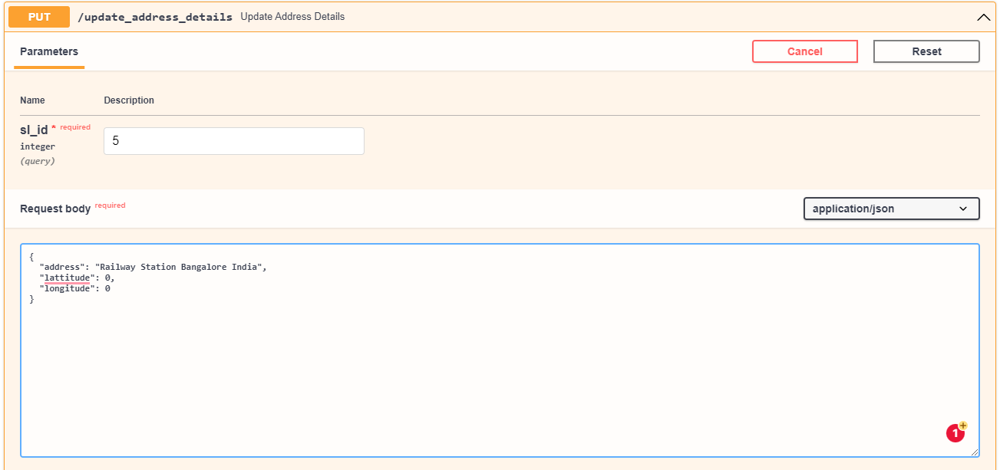 PUT /update_address_details Update Address Details
Parameters
Cancel
Reset
Name Description
sl_id * required
integer
(query)
5
Request body required
application/json
{
"address": "Railway Station Bangalore India",
"lattitude": 0,
"longitude": 0
}
1
+